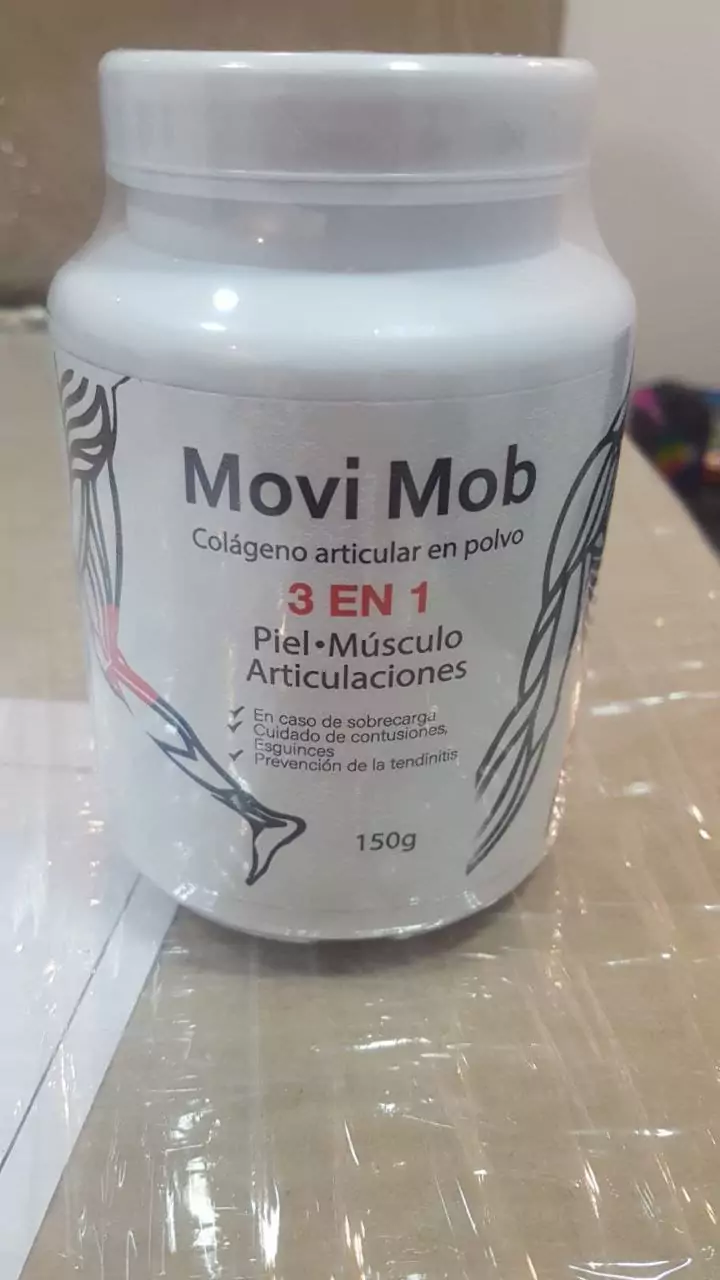 Movi Mob
Colágeno articular en polvo
3 EN 1
Piel•Músculo
Articulaciones
✓ En caso de sobrecarga
✓ Cuidado de contusiones,
Esguinces
✓ Prevención de la tendinitis
150g